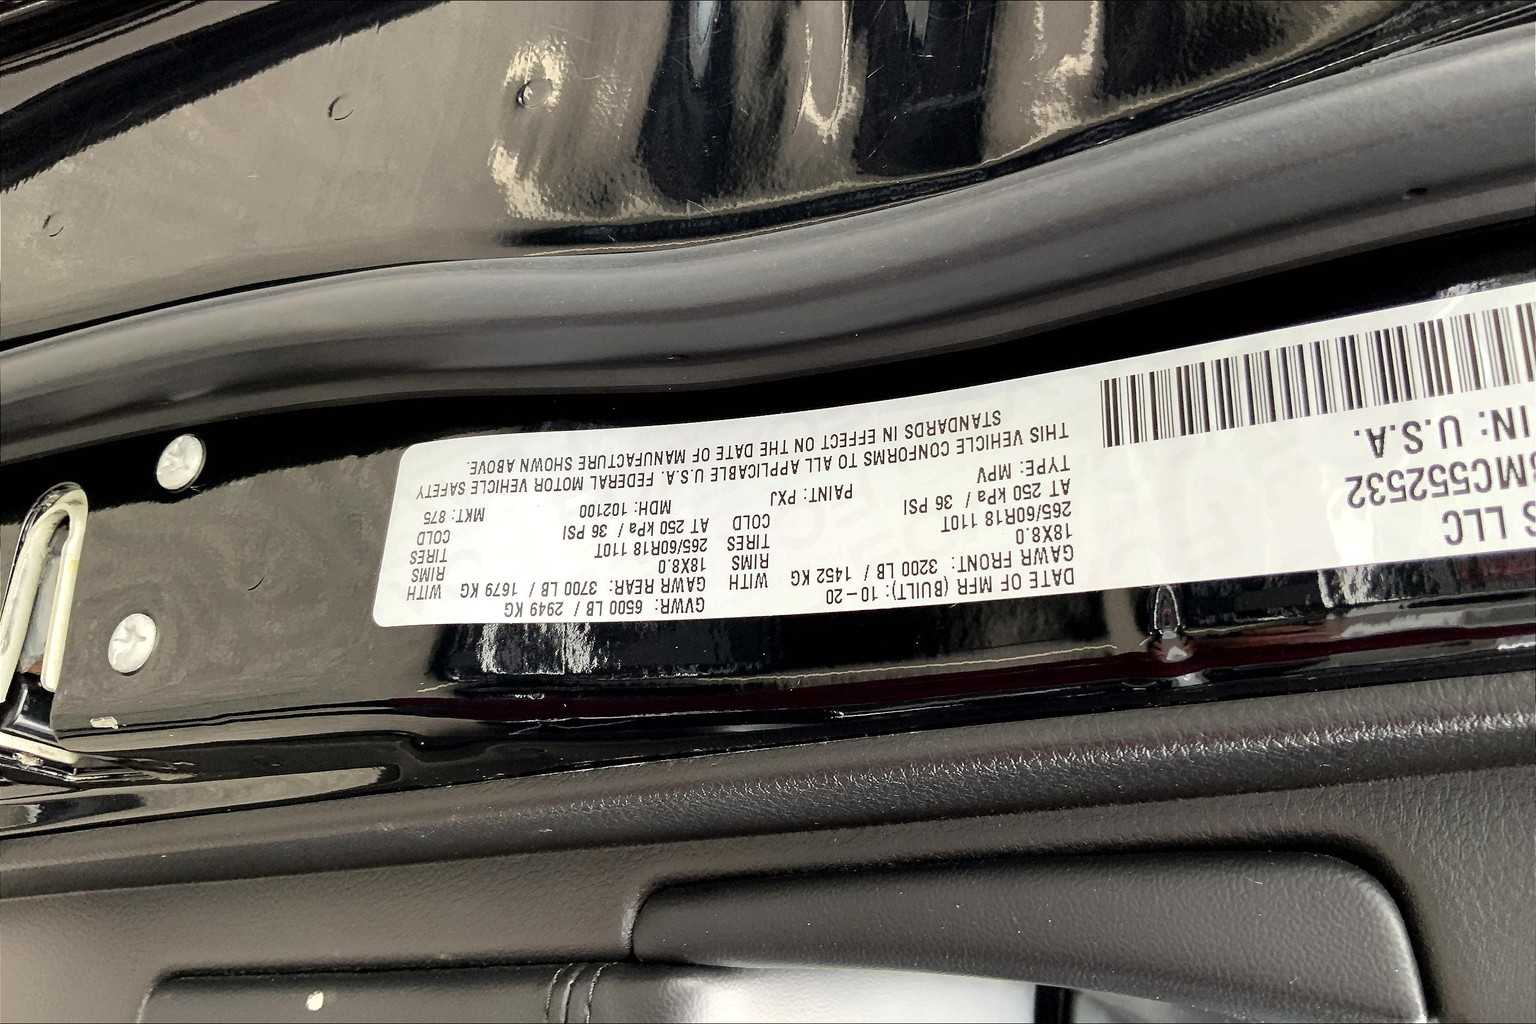 S LLC
MC552532
IN: U.S.A.
DATE OF MFR (BUILT): 10-20 GVWR: 6500 LB / 2949 KG
GAWR FRONT: 3200 LB / 1452 KG WITH GAWR REAR: 3700 LB / 1679 KG WITH
18X8.0 RIMS 18X8.0 RIMS
265/60R18 110T TIRES 265/60R18 110T TIRES
AT 250 kPa / 36 PSI COLD AT 250 kPa / 36 PSI COLD
TYPE: MPV PAINT: PXJ MDH: 102100 MKT: 875
THIS VEHICLE CONFORMS TO ALL APPLICABLE U.S.A. FEDERAL MOTOR VEHICLE SAFETY
STANDARDS IN EFFECT ON THE DATE OF MANUFACTURE SHOWN ABOVE.